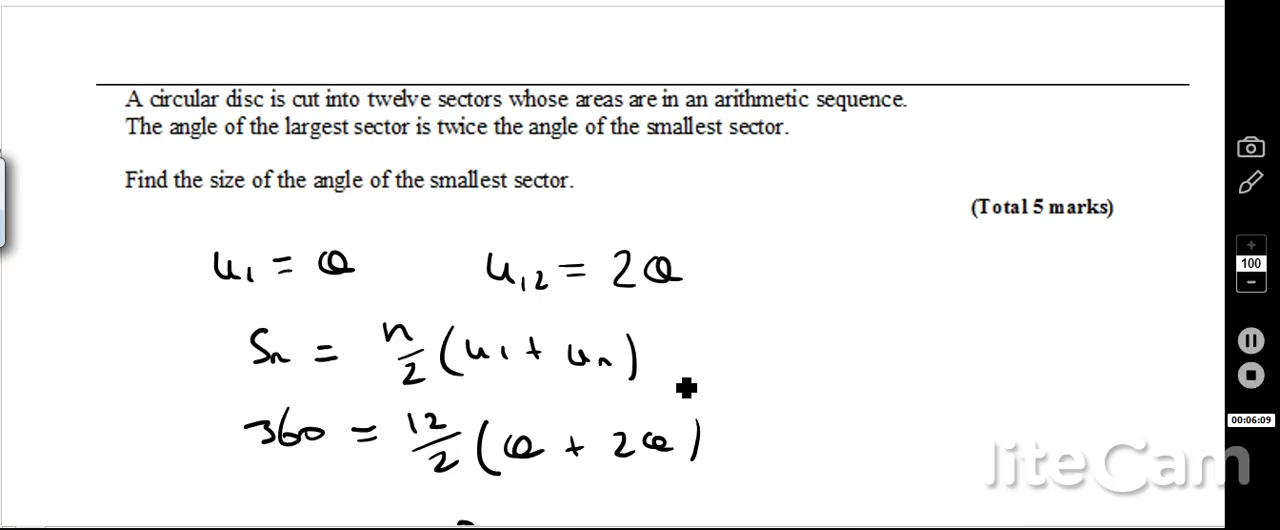 A circular disc is cut into twelve sectors whose areas are in an arithmetic sequence.
The angle of the largest sector is twice the angle of the smallest sector.
Find the size of the angle of the smallest sector.
(Total 5 marks)
u₁ = θ u₁₂ = 2θ
Sₙ = n/2 (u₁ + uₙ)
360 = 12/2 (θ + 2θ)
+
100
-
00:06:09
liteCam